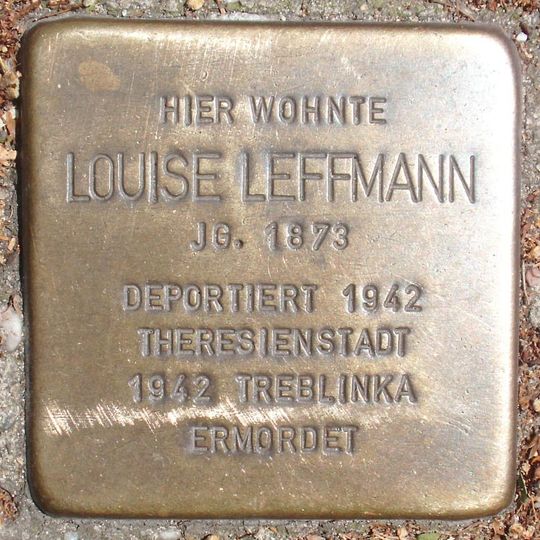 HIER WOHNTE
LOUISE LEFFMANN
JG. 1873
DEPORTIERT 1942
THERESIENSTADT
1942 TREBLINKA
ERMORDET